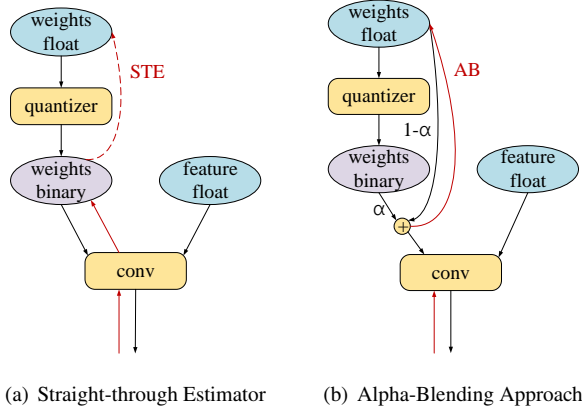 weights
float
STE
quantizer
weights
binary
feature
float
conv
(a) Straight-through Estimator
weights
float
AB
quantizer
1-α
weights
binary
feature
float
α
+
conv
(b) Alpha-Blending Approach